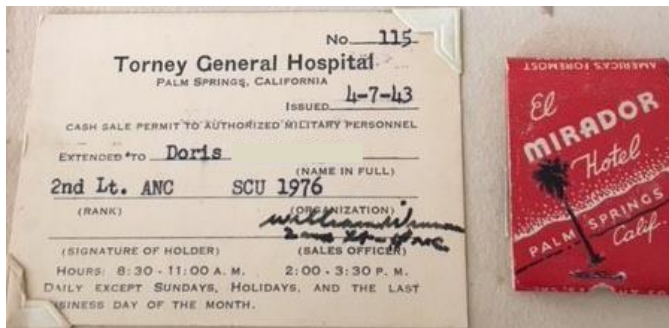 No. 115
Torney General Hospital
PALM SPRINGS, CALIFORNIA
ISSUED 4-7-43
CASH SALE PERMIT TO AUTHORIZED MILITARY PERSONNEL
EXTENDED TO Doris
(NAME IN FULL)
2nd Lt. ANC SCU 1976
(RANK) (ORGANIZATION)
(SIGNATURE OF HOLDER) (SALES OFFICER)
HOURS: 8:30 - 11:00 A. M. 2:00 - 3:30 P. M.
DAILY EXCEPT SUNDAYS, HOLIDAYS, AND THE LAST
BUSINESS DAY OF THE MONTH.
AMERICA'S FOREMOST
El
MIRADOR
Hotel
PALM SPRINGS
Calif.